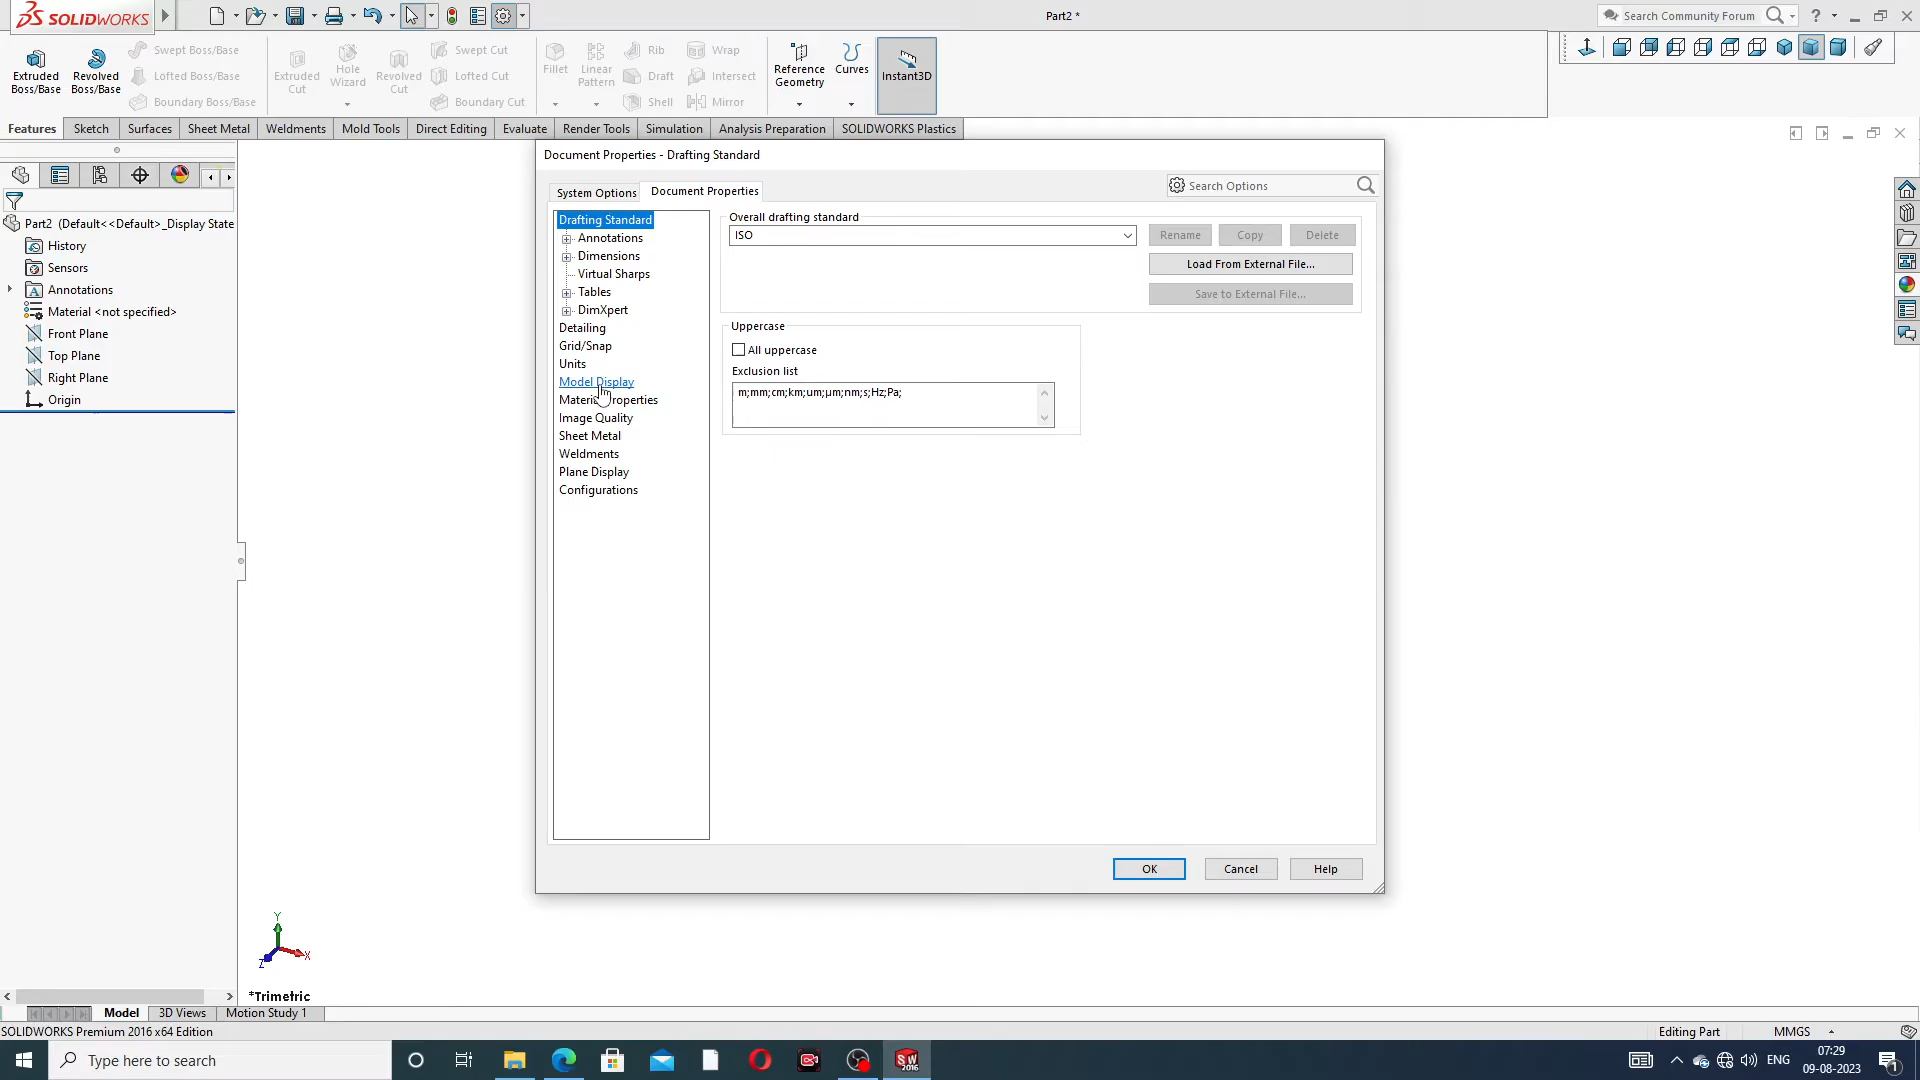 SOLIDWORKS
Part2 *
Search Community Forum
?
Extruded Boss/Base
Revolved Boss/Base
Swept Boss/Base
Lofted Boss/Base
Boundary Boss/Base
Extruded Cut
Hole Wizard
Revolved Cut
Swept Cut
Lofted Cut
Boundary Cut
Fillet
Linear Pattern
Rib
Draft
Shell
Wrap
Intersect
Mirror
Reference Geometry
Curves
Instant3D
Features Sketch Surfaces Sheet Metal Weldments Mold Tools Direct Editing Evaluate Render Tools Simulation Analysis Preparation SOLIDWORKS Plastics
Part2 (Default<<Default>_Display State
History
Sensors
Annotations
Material <not specified>
Front Plane
Top Plane
Right Plane
Origin
Document Properties - Drafting Standard
System Options
Document Properties
Search Options
Drafting Standard
Annotations
Dimensions
Virtual Sharps
Tables
DimXpert
Detailing
Grid/Snap
Units
Model Display
Material Properties
Image Quality
Sheet Metal
Weldments
Plane Display
Configurations
Overall drafting standard
ISO
Rename
Copy
Delete
Load From External File...
Save to External File...
Uppercase
All uppercase
Exclusion list
m;mm;cm;km;um;µm;nm;s;Hz;Pa;
OK
Cancel
Help
Y
X
Z
*Trimetric
Model
3D Views
Motion Study 1
SOLIDWORKS Premium 2016 x64 Edition
Editing Part
MMGS
Type here to search
SW
2016
ENG
07:29
09-08-2023
1